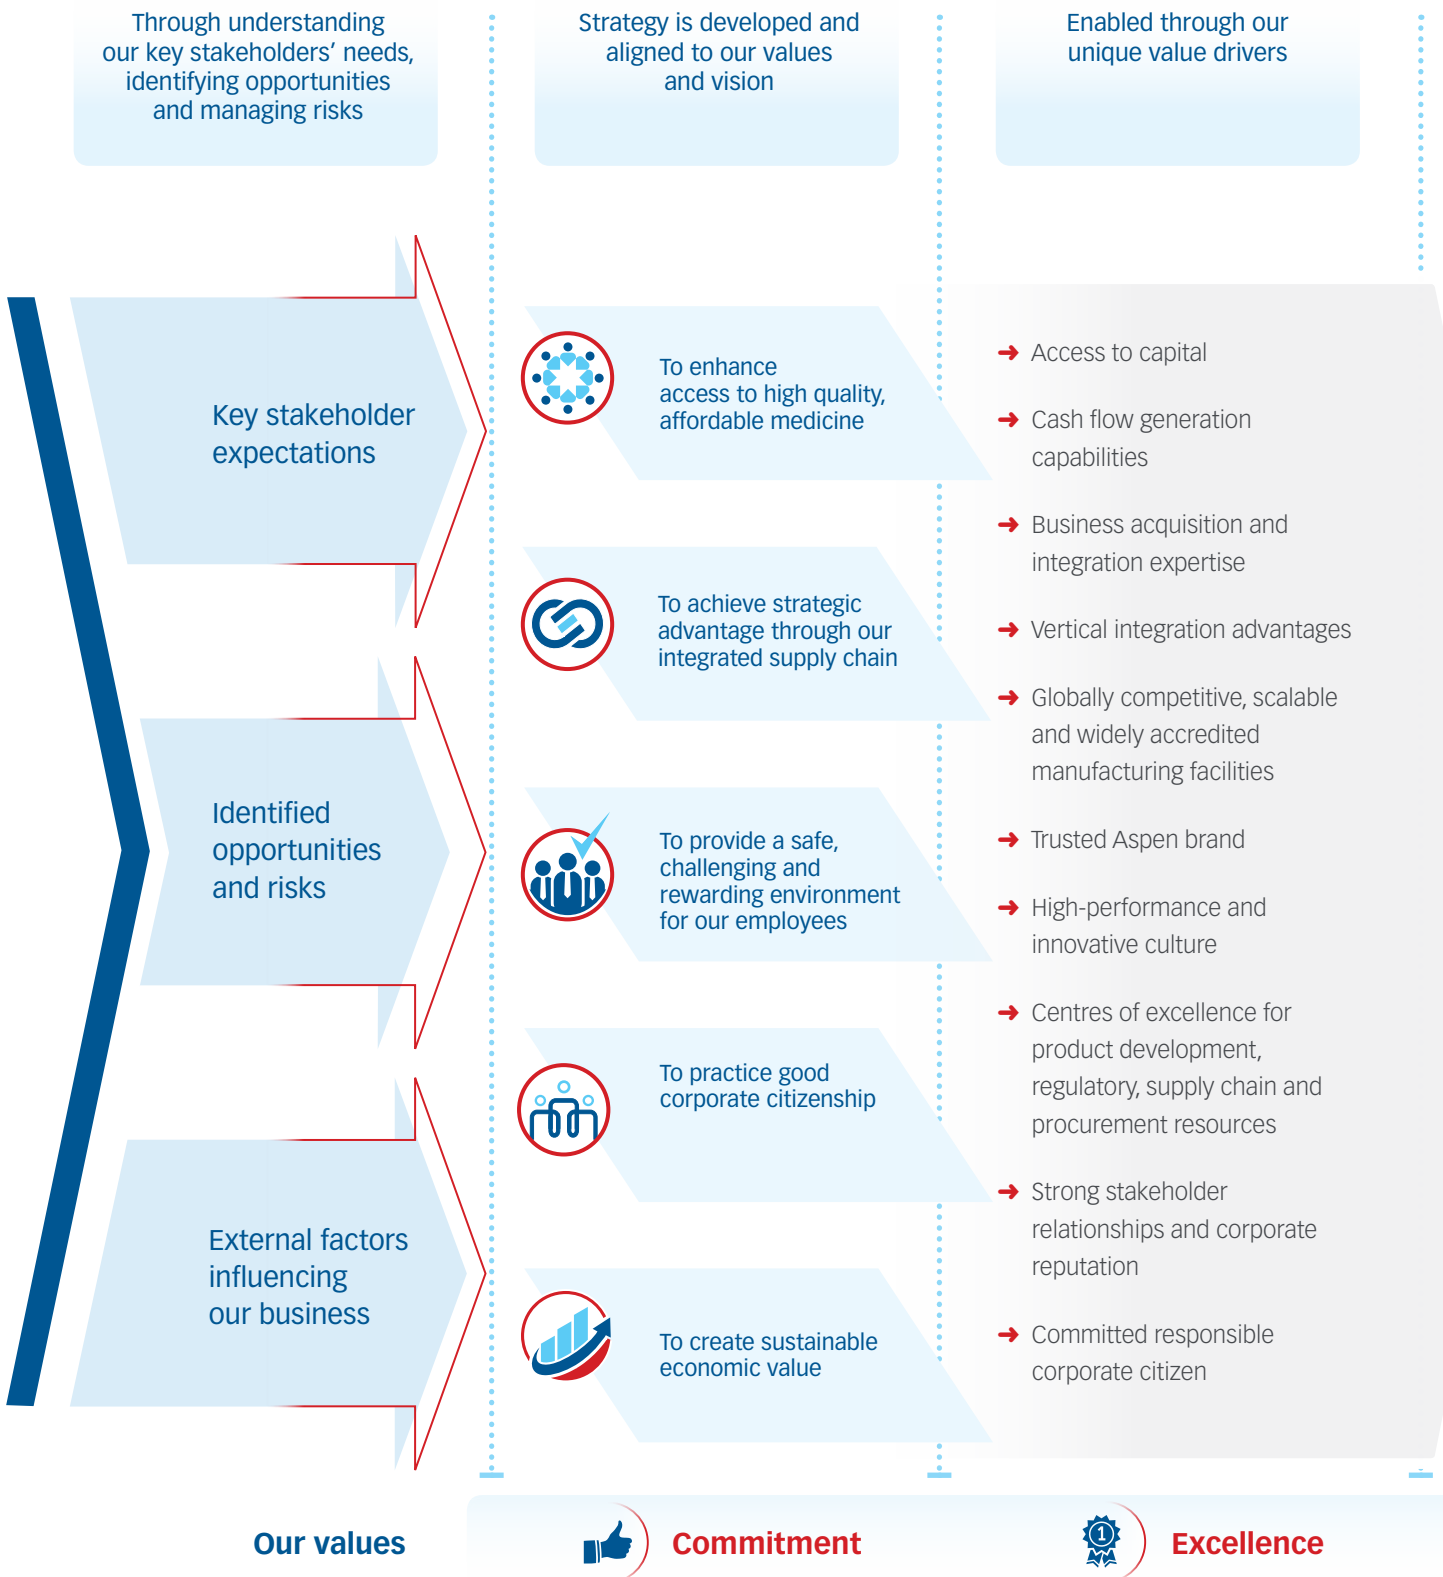 Through understanding
our key stakeholders’ needs,
identifying opportunities
and managing risks
Strategy is developed and
aligned to our values
and vision
Enabled through our
unique value drivers
Key stakeholder
expectations
Identified
opportunities
and risks
External factors
influencing
our business
To enhance
access to high quality,
affordable medicine
To achieve strategic
advantage through our
integrated supply chain
To provide a safe,
challenging and
rewarding environment
for our employees
To practice good
corporate citizenship
To create sustainable
economic value
Access to capital
Cash flow generation
capabilities
Business acquisition and
integration expertise
Vertical integration advantages
Globally competitive, scalable
and widely accredited
manufacturing facilities
Trusted Aspen brand
High-performance and
innovative culture
Centres of excellence for
product development,
regulatory, supply chain and
procurement resources
Strong stakeholder
relationships and corporate
reputation
Committed responsible
corporate citizen
Our values
Commitment
1
Excellence